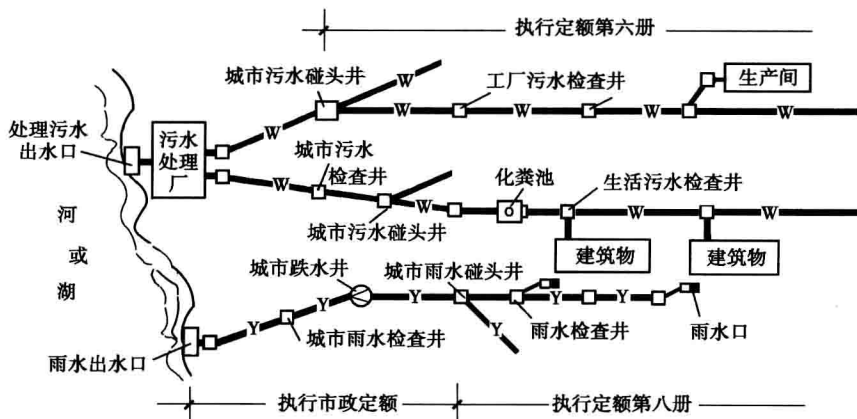 执行定额第六册
城市污水碰头井
工厂污水检查井
生产间
W
W
W
W
W
处理污水
出水口
污水
处理
厂
城市污水
检查井
化粪池
生活污水检查井
W
W
W
W
城市污水碰头井
建筑物
建筑物
河
或
湖
城市跌水井
城市雨水碰头井
Y
Y
Y
Y
Y
Y
城市雨水检查井
雨水检查井
雨水口
雨水出水口
执行市政定额
执行定额第八册